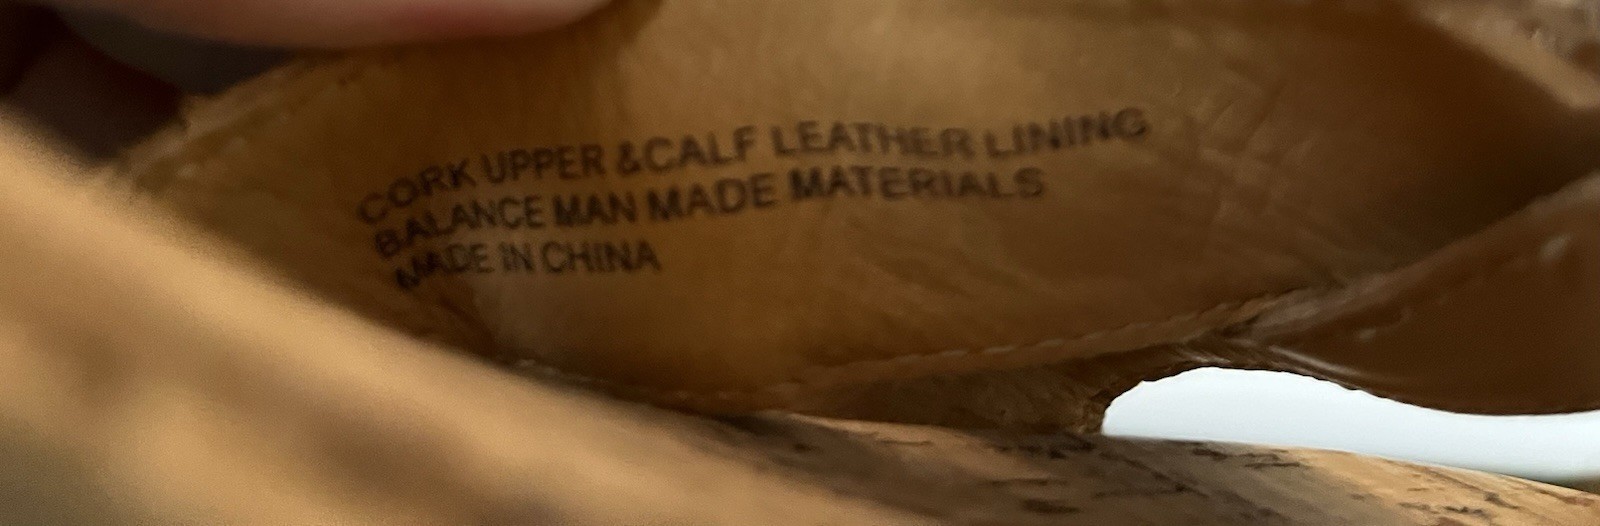 CORK UPPER &CALF LEATHER LINING
BALANCE MAN MADE MATERIALS
MADE IN CHINA